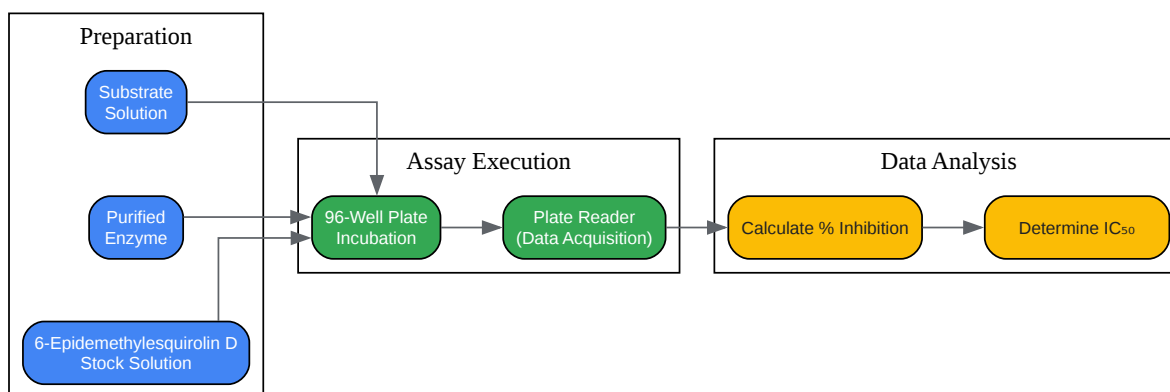 Preparation
Substrate
Solution
Purified
Enzyme
6-Epidemethylesquirolin D
Stock Solution
Assay Execution
96-Well Plate
Incubation
Plate Reader
(Data Acquisition)
Data Analysis
Calculate % Inhibition
Determine IC₅₀